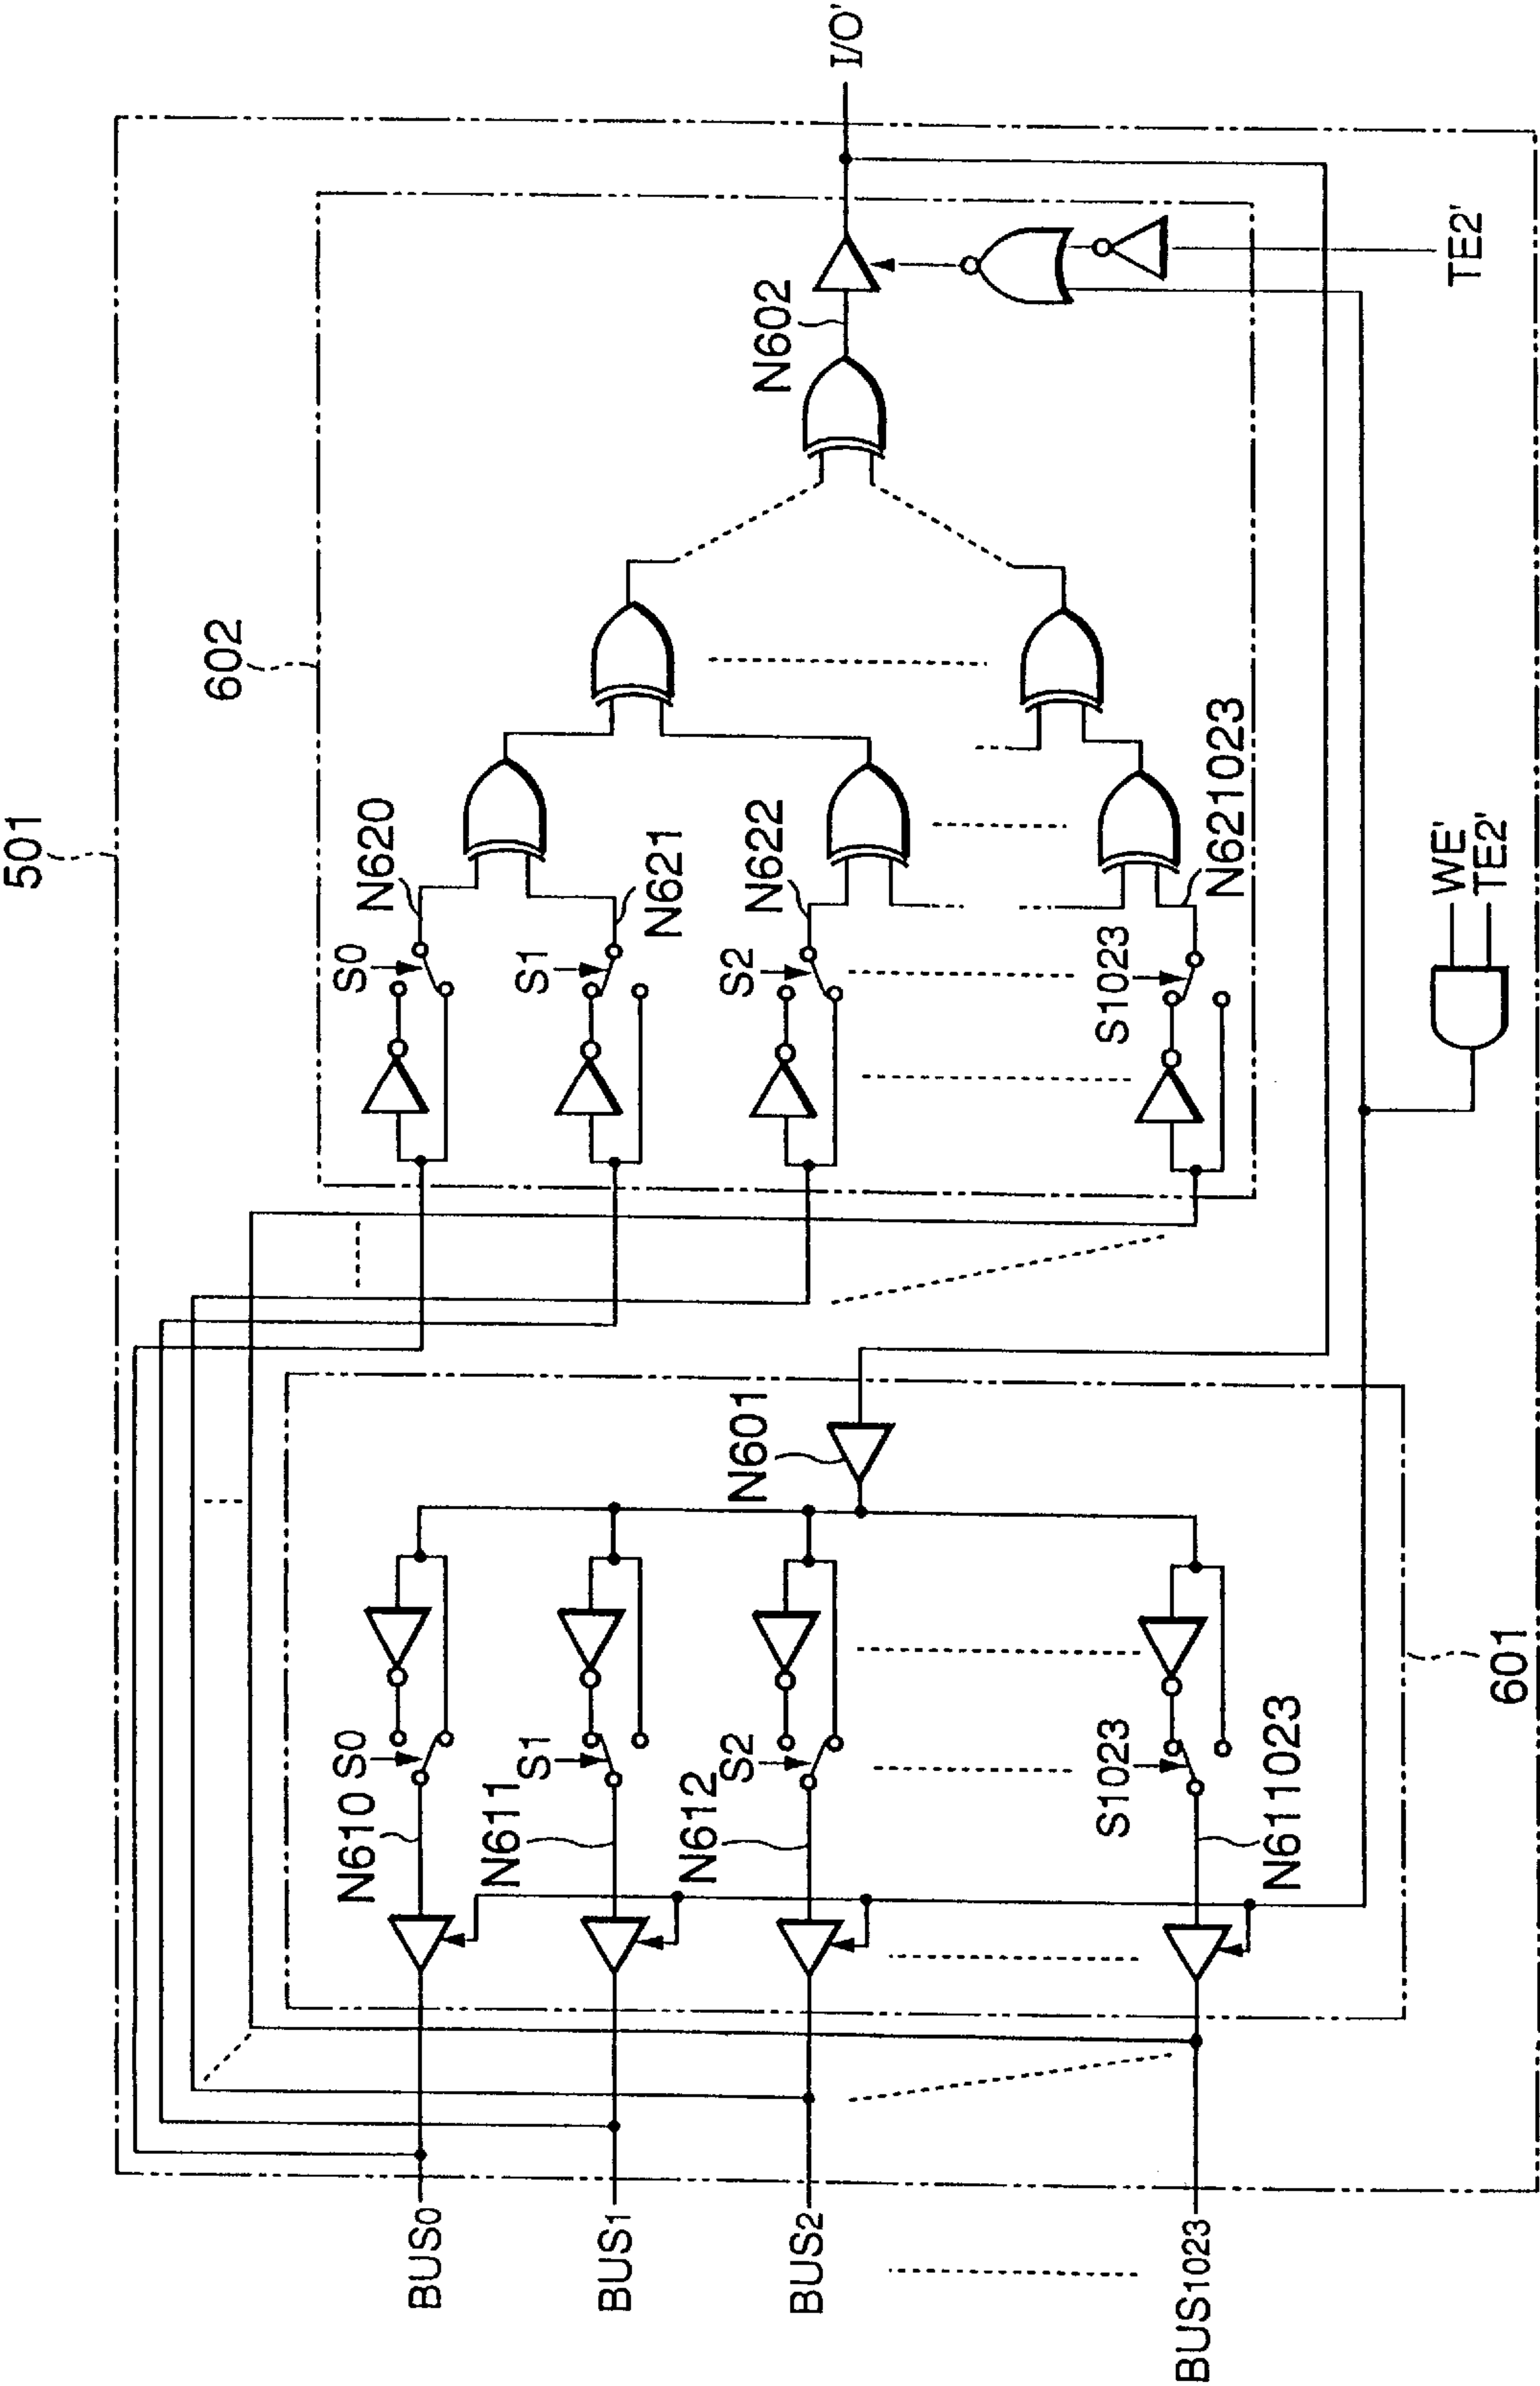 501
602
I/O'
N602
TE2'
N620
N621
N622
N621023
S0
S1
S2
S1023
WE'
TE2'
N601
601
S0
S1
S2
S1023
N610
N611
N612
N611023
BUS0
BUS1
BUS2
BUS1023